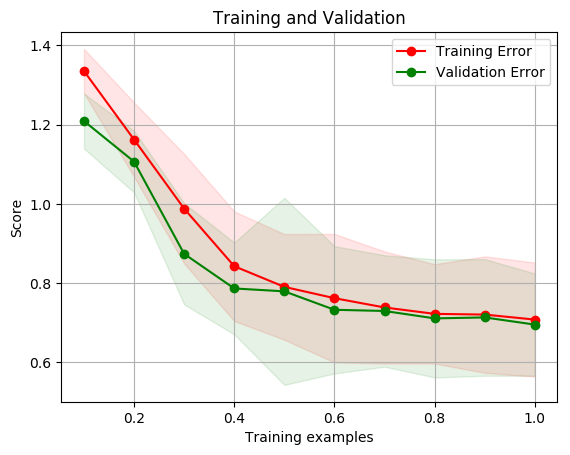 Training and Validation
Training Error
Validation Error
1.4
1.2
1.0
0.8
0.6
Score
0.2
0.4
0.6
0.8
1.0
Training examples